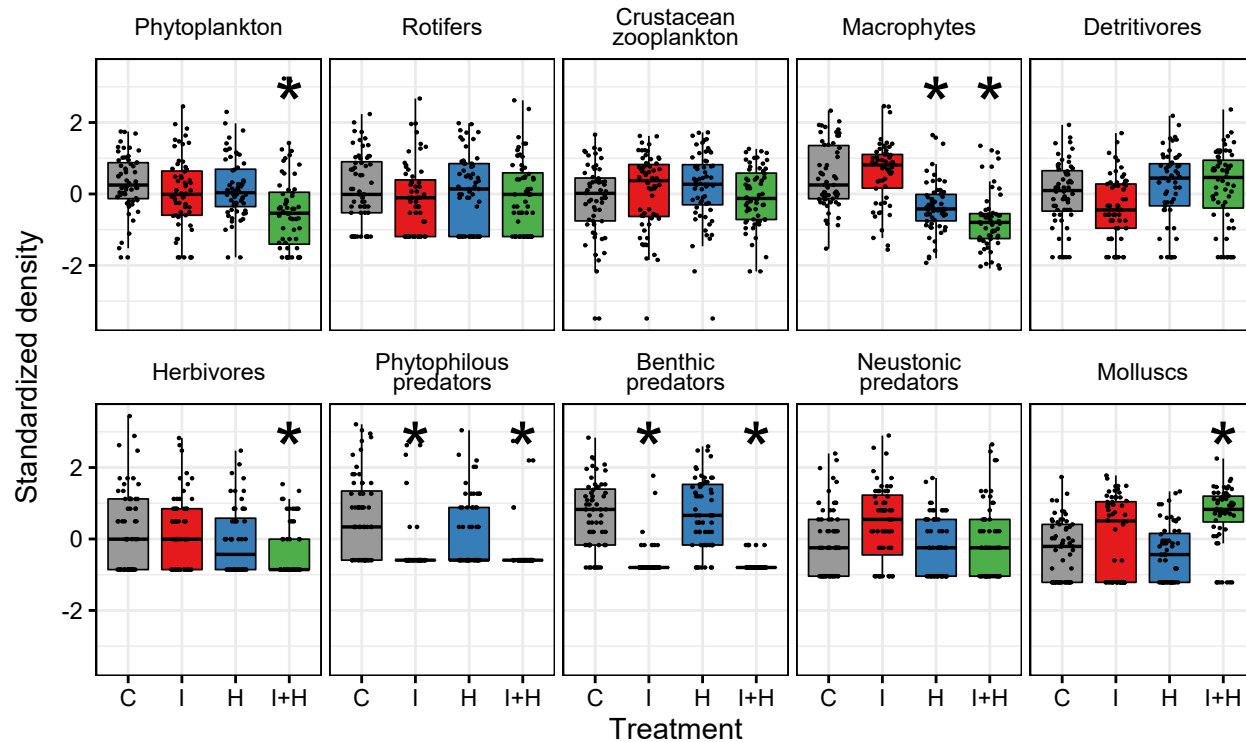 Phytoplankton
Rotifers
Crustacean
zooplankton
Macrophytes
Detritivores
*
*
*
2
0
-2
Herbivores
Phytophilous
predators
Benthic
predators
Neustonic
predators
Molluscs
*
*
*
*
*
*
2
0
-2
C I H I+H
C I H I+H
C I H I+H
C I H I+H
C I H I+H
Treatment
Standardized density